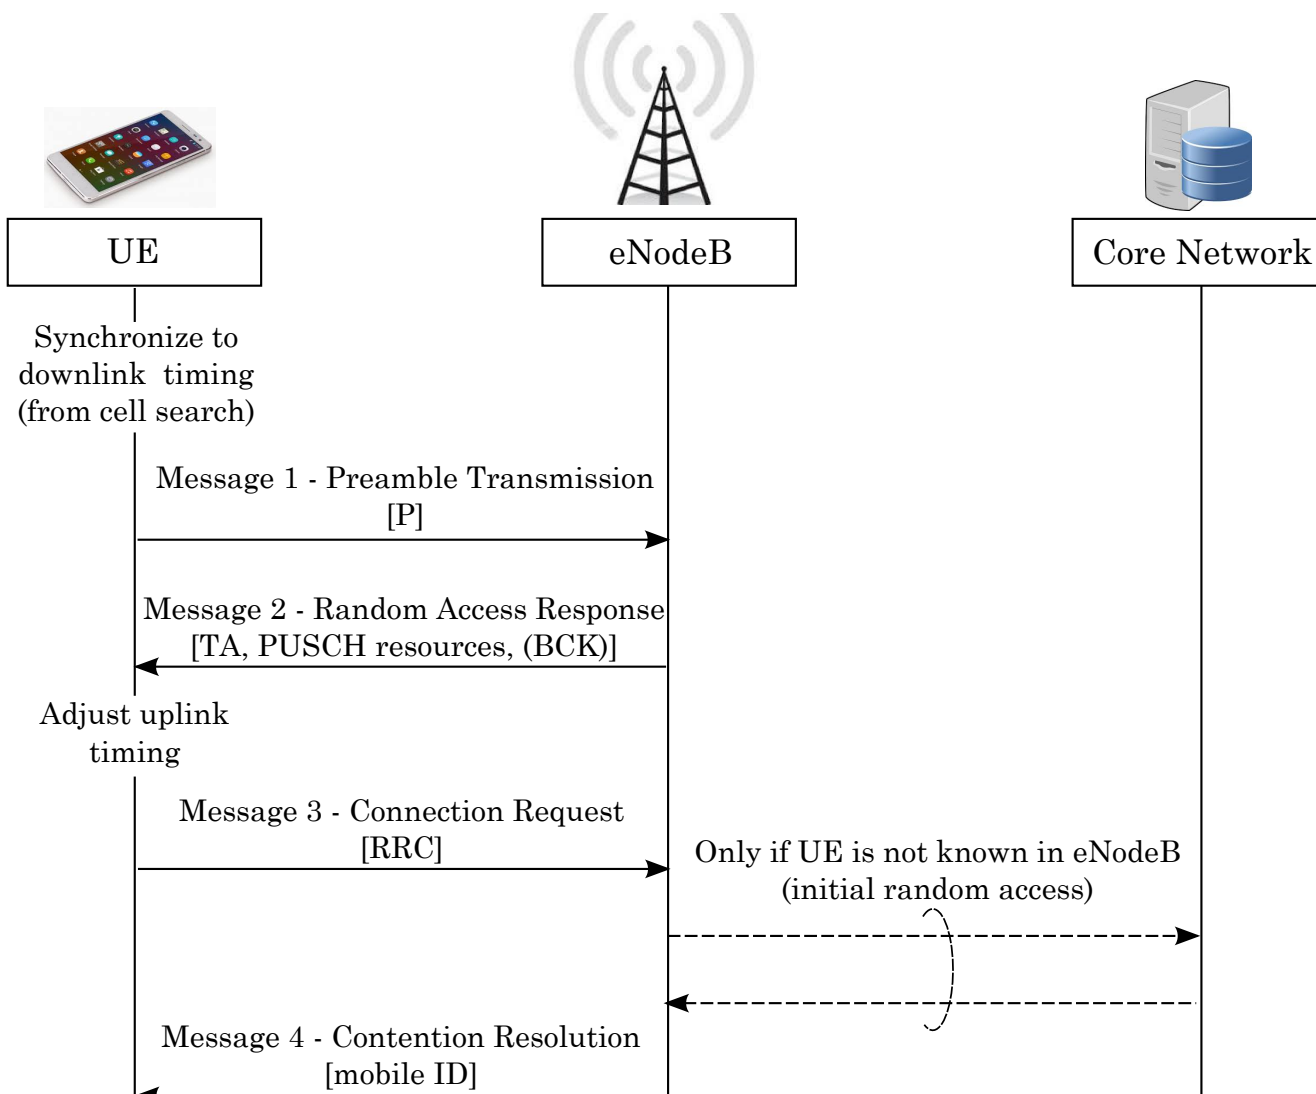 UE
eNodeB
Core Network
Synchronize to
downlink timing
(from cell search)
Message 1 - Preamble Transmission
[P]
Message 2 - Random Access Response
[TA, PUSCH resources, (BCK)]
Adjust uplink
timing
Message 3 - Connection Request
[RRC]
Only if UE is not known in eNodeB
(initial random access)
Message 4 - Contention Resolution
[mobile ID]